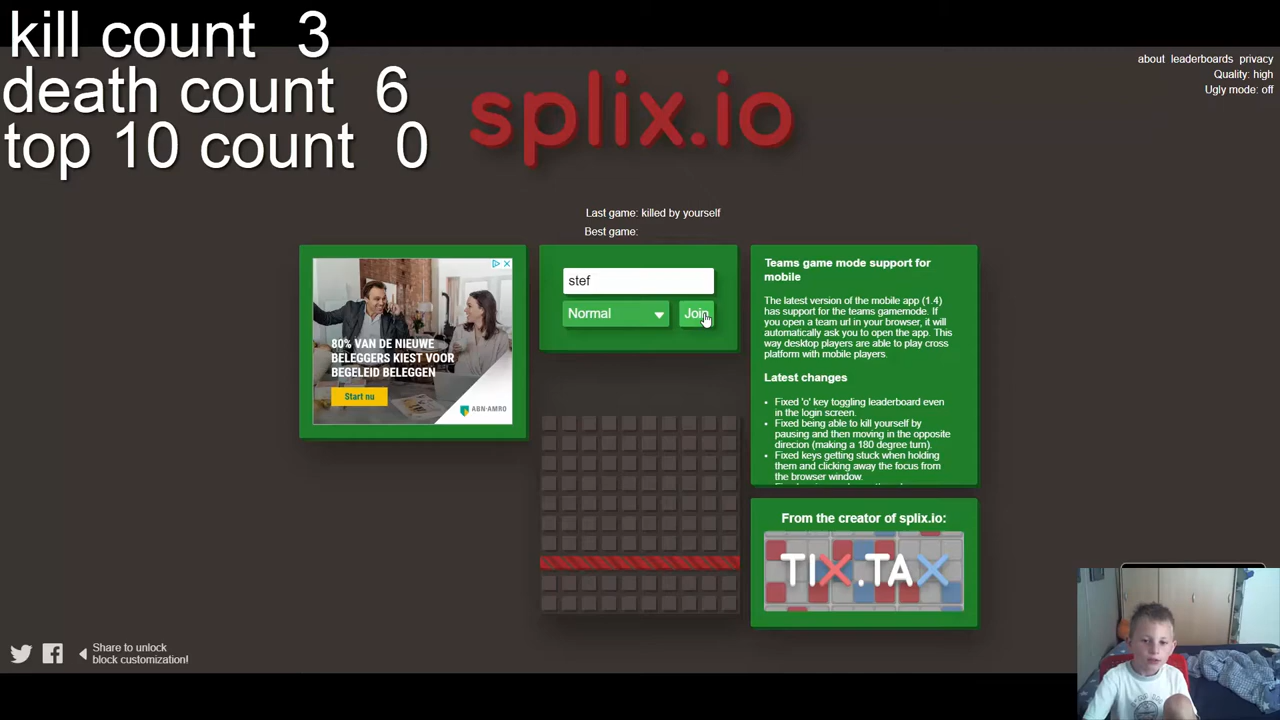 kill count 3
death count 6
top 10 count 0
splix.io
about leaderboards privacy
Quality: high
Ugly mode: off
Last game: killed by yourself
Best game:
80% VAN DE NIEUWE
BELEGGERS KIEST VOOR
BEGELEID BELEGGEN
Start nu
ABN·AMRO
stef
Normal
Join
Teams game mode support for
mobile
The latest version of the mobile app (1.4)
has support for the teams gamemode. If
you open a team url in your browser, it will
automatically ask you to open the app. This
way desktop players are able to play cross
platform with mobile players.
Latest changes
• Fixed 'o' key toggling leaderboard even
in the login screen.
• Fixed being able to kill yourself by
pausing and then moving in the opposite
direcion (making a 180 degree turn).
• Fixed keys getting stuck when holding
them and clicking away the focus from
the browser window.
From the creator of splix.io:
TIX.TAX
Share to unlock
block customization!